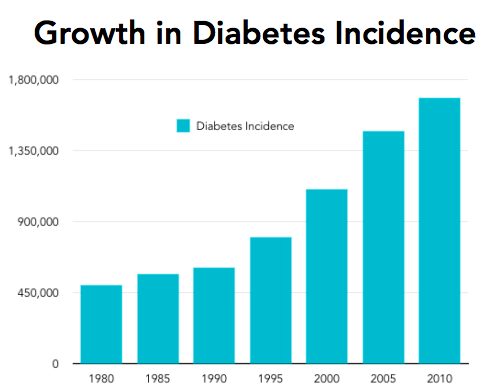 Growth in Diabetes Incidence
1,800,000
Diabetes Incidence
1,350,000
900,000
450,000
0
1980 1985 1990 1995 2000 2005 2010